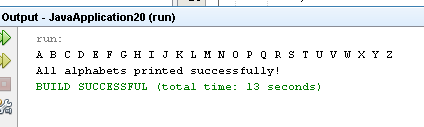 Output - JavaApplication20 (run)
run:
A B C D E F G H I J K L M N O P Q R S T U V W X Y Z
All alphabets printed successfully!
BUILD SUCCESSFUL (total time: 13 seconds)